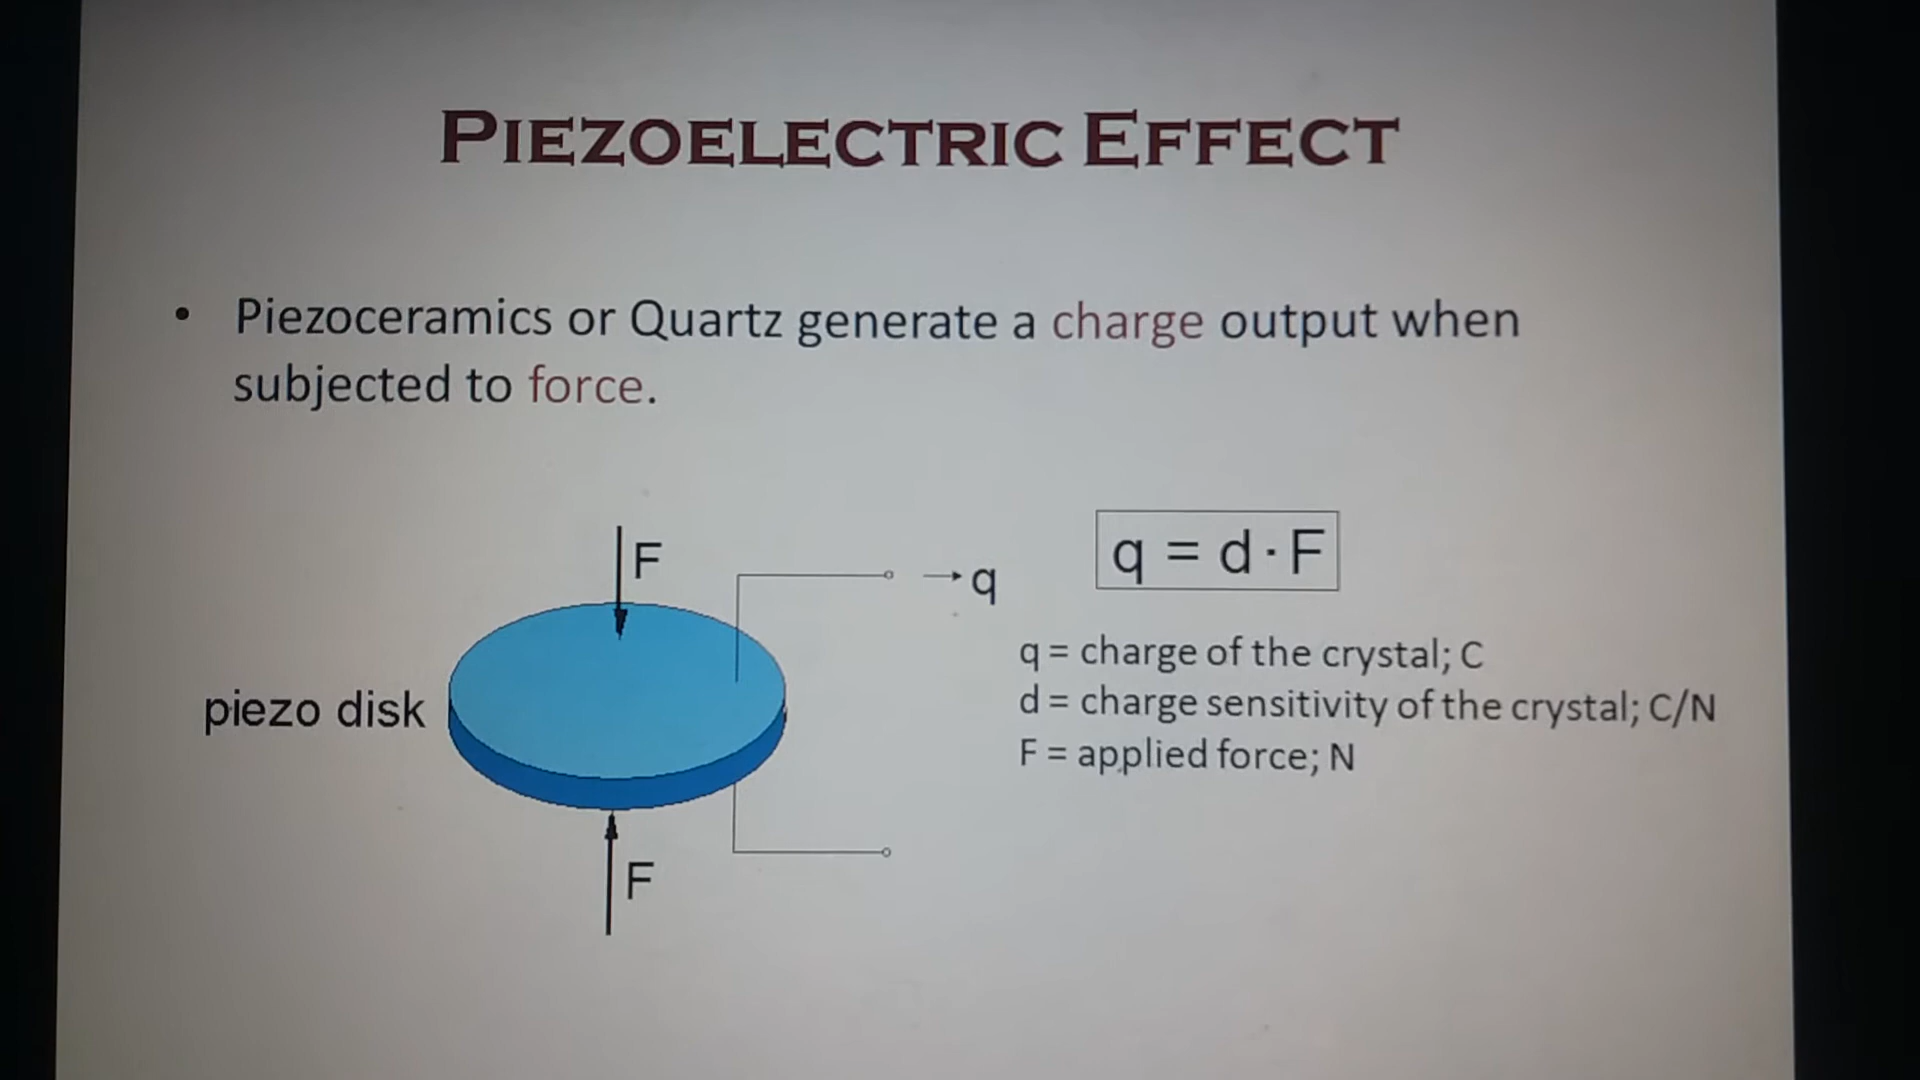 PIEZOELECTRIC EFFECT
• Piezoceramics or Quartz generate a charge output when
subjected to force.
F
→q
q = d · F
piezo disk
q = charge of the crystal; C
d = charge sensitivity of the crystal; C/N
F = applied force; N
F